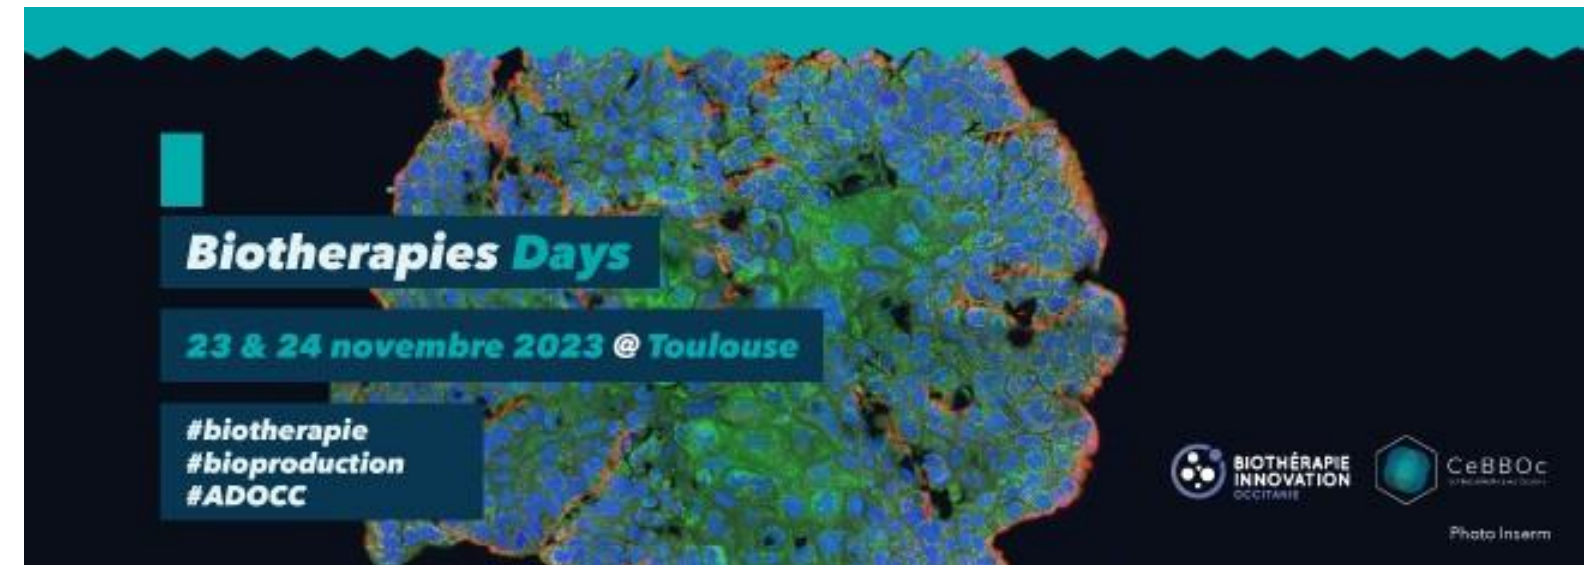 Biotherapies Days
23 & 24 novembre 2023 @ Toulouse
#biotherapie
#bioproduction
#ADOCC
BIOTHÉRAPIE
INNOVATION
OCCITANIE
CeBBOc
Photo Inserm